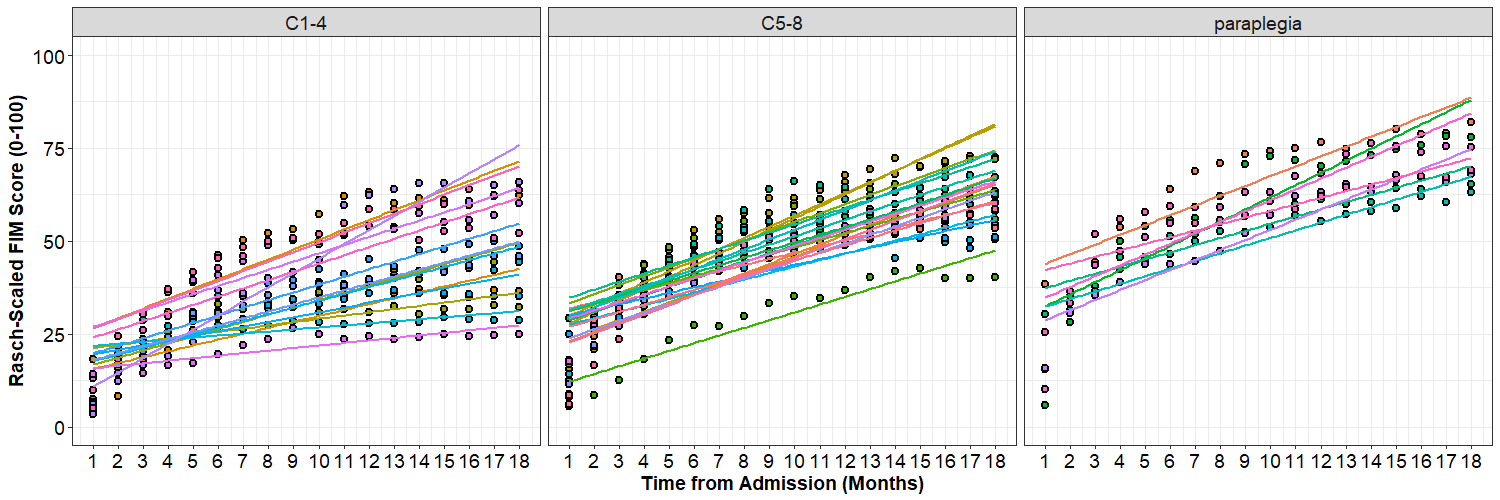 C1-4 C5-8 paraplegia
Rasch-Scaled FIM Score (0-100)
100
75
50
25
0
1 2 3 4 5 6 7 8 9 10 11 12 13 14 15 16 17 18 1 2 3 4 5 6 7 8 9 10 11 12 13 14 15 16 17 18 1 2 3 4 5 6 7 8 9 10 11 12 13 14 15 16 17 18
Time from Admission (Months)